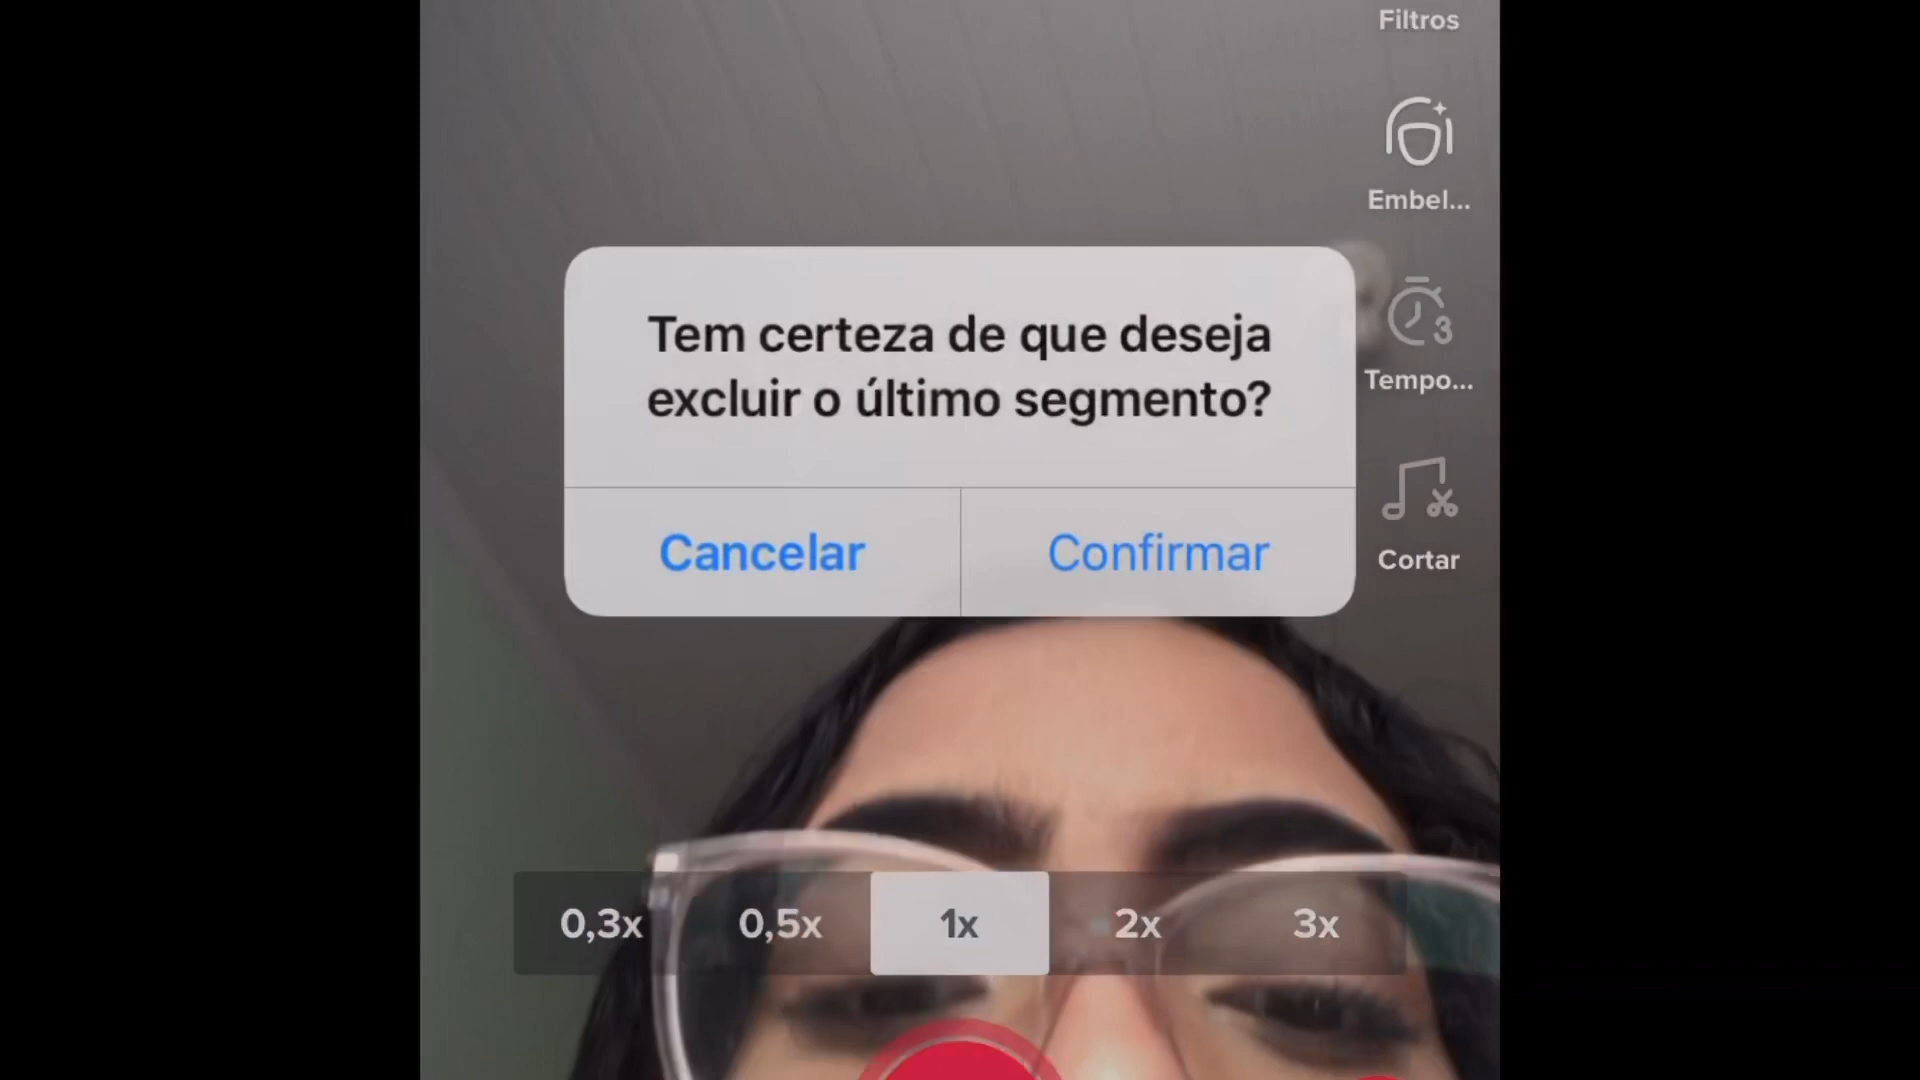 Filtros
Embel...
Tem certeza de que deseja
excluir o último segmento?
3
Tempo...
Cancelar
Confirmar
Cortar
0,3x
0,5x
1x
2x
3x